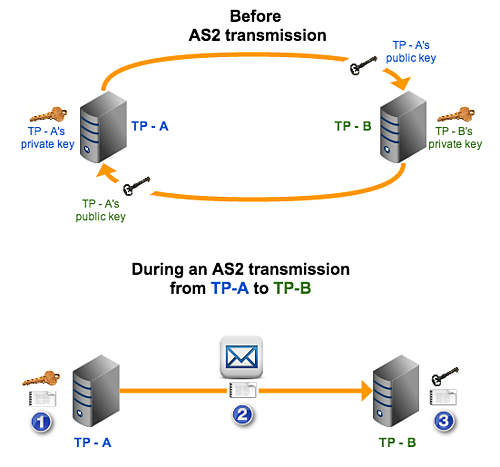 Before
AS2 transmission
TP - A's
public key
TP - A's
private key
TP - A
TP - B
TP - B's
private key
TP - A's
public key
During an AS2 transmission
from TP-A to TP-B
1
2
3
TP - A
TP - B